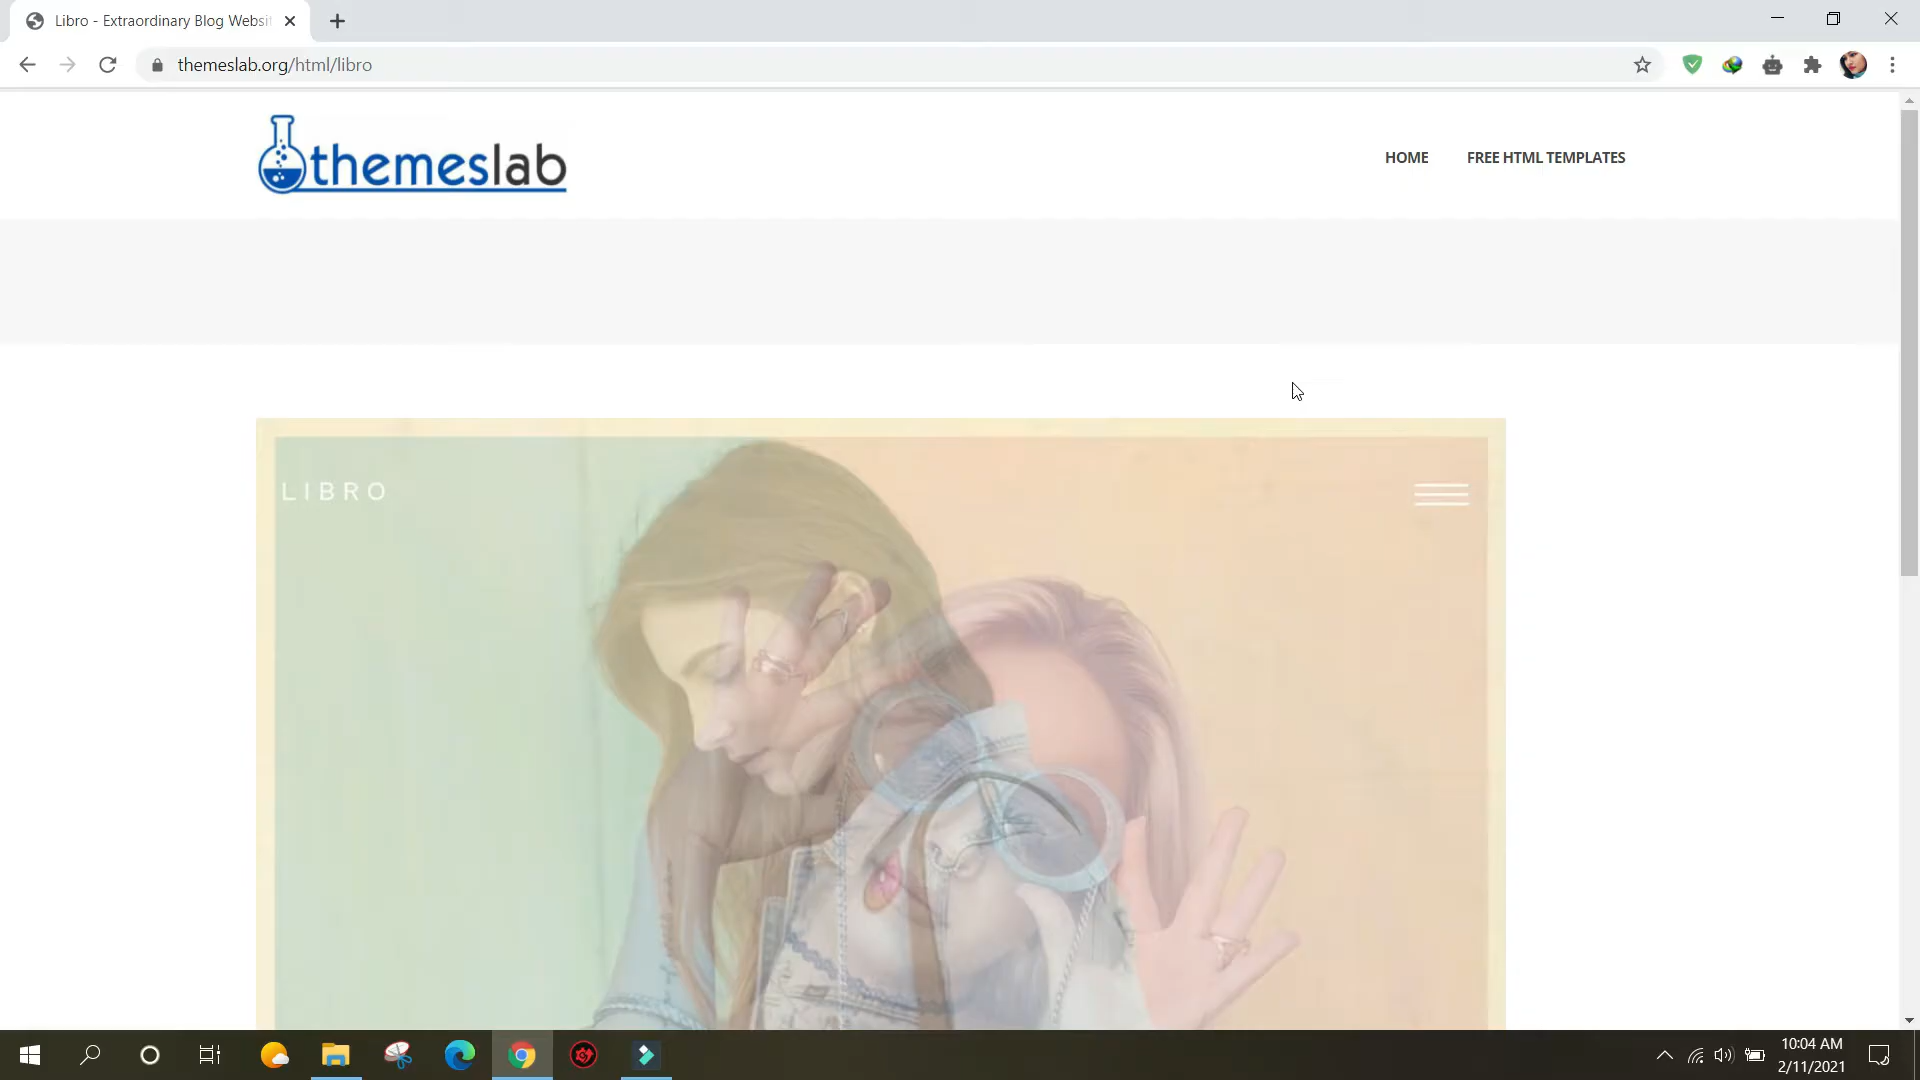 Libro - Extraordinary Blog Websi
themeslab.org/html/libro
themeslab
HOME
FREE HTML TEMPLATES
LIBRO
10:04 AM
2/11/2021